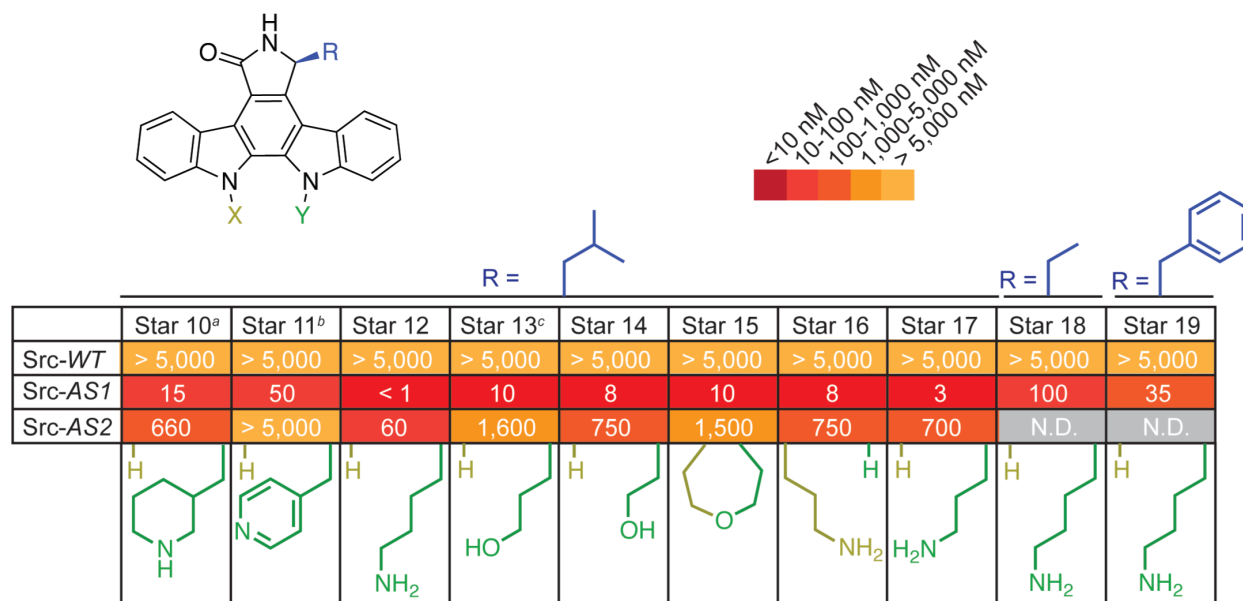 H
O
N
R
N
N
X
Y
<10 nM
10-100 nM
100-1,000 nM
1,000-5,000 nM
> 5,000 nM
R =
R =
R =
Star 10a Star 11b Star 12 Star 13c Star 14 Star 15 Star 16 Star 17 Star 18 Star 19
Src-WT > 5,000 > 5,000 > 5,000 > 5,000 > 5,000 > 5,000 > 5,000 > 5,000 > 5,000 > 5,000
Src-AS1 15 50 < 1 10 8 10 8 3 100 35
Src-AS2 660 > 5,000 60 1,600 750 1,500 750 700 N.D. N.D.
H H H H H H H H H
N HO OH O NH2 H2N
N
H
NH2 NH2 NH2